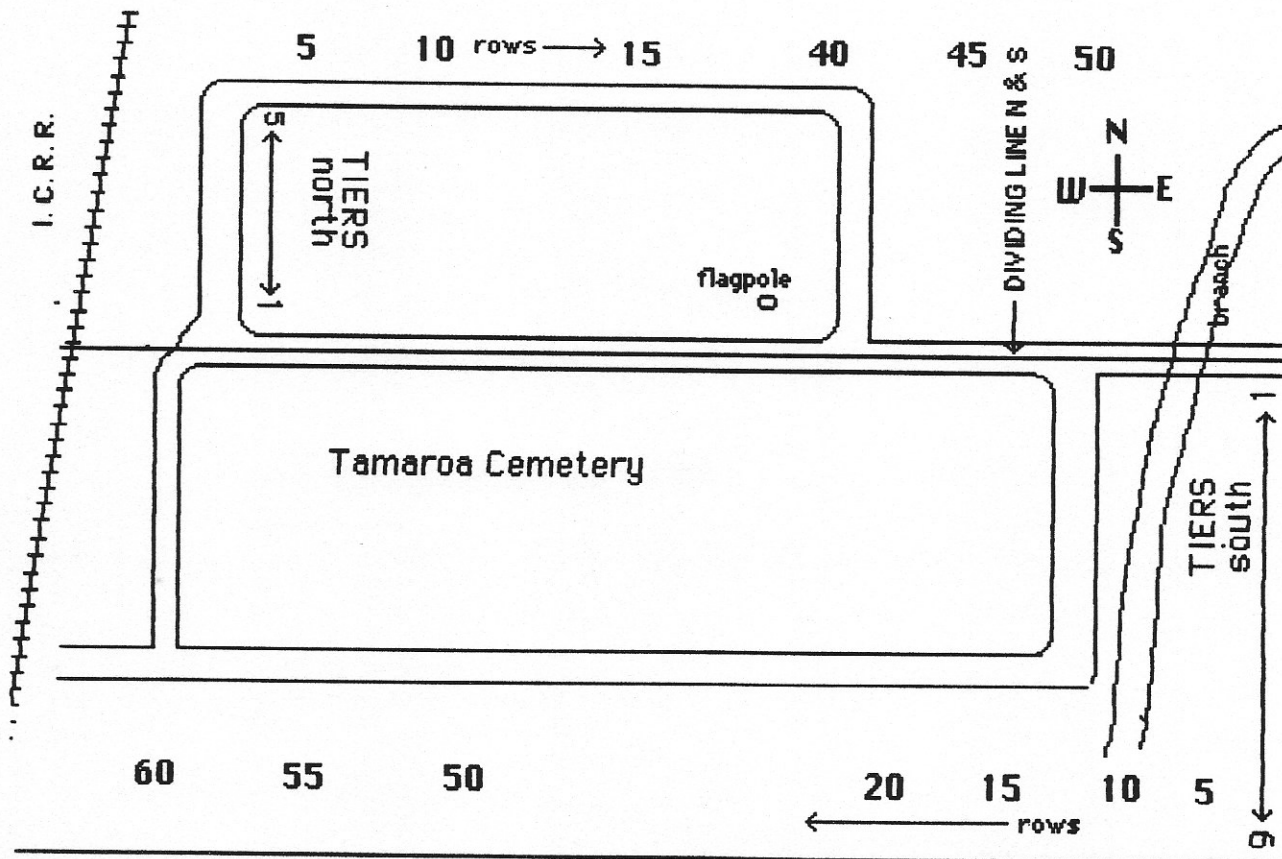 5 10 rows 15 40 45 50
I. C. R. R.
DIVIDING LINE N & S
N
W E
S
5
1
TIERS
north
flagpole
branch
Tamaroa Cemetery
1
TIERS
south
9
60 55 50 20 15 10 5
rows